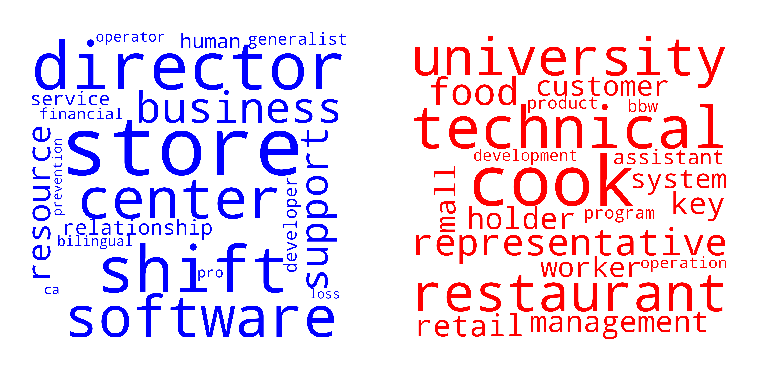 operator human generalist
director
service business
financial
store
resource
prevention
center
support
developer
relationship
bilingual
shift
pro
ca
loss
software
university
food customer
product bbw
technical
development assistant
cook
mall
system
key
holder program
representative
worker operation
restaurant
retail management